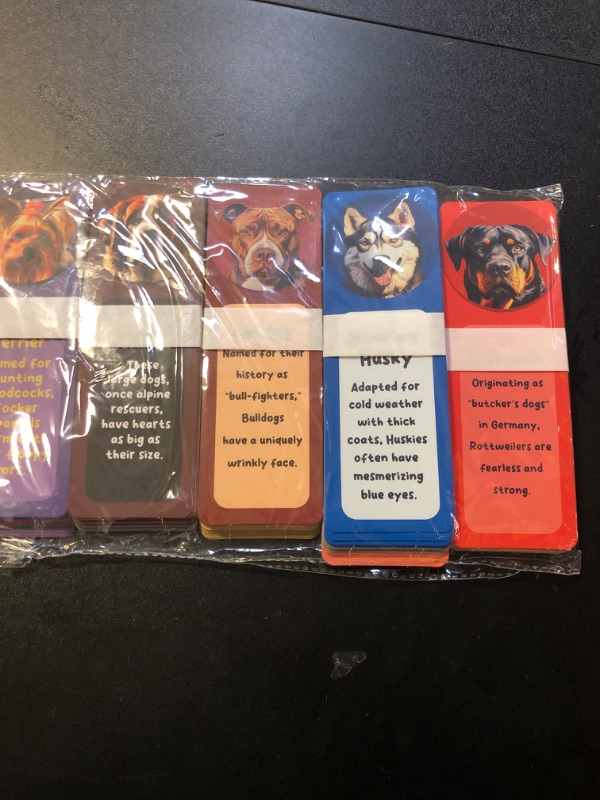 errier
med for
unting
odcocks,
ocker
These
large dogs,
once alpine
rescuers,
have hearts
as big as
their size.
Named for their
history as
"bull-fighters,"
Bulldogs
have a uniquely
wrinkly face.
Husky
Adapted for
cold weather
with thick
coats, Huskies
often have
mesmerizing
blue eyes.
Originating as
"butcher's dogs"
in Germany,
Rottweilers are
fearless and
strong.